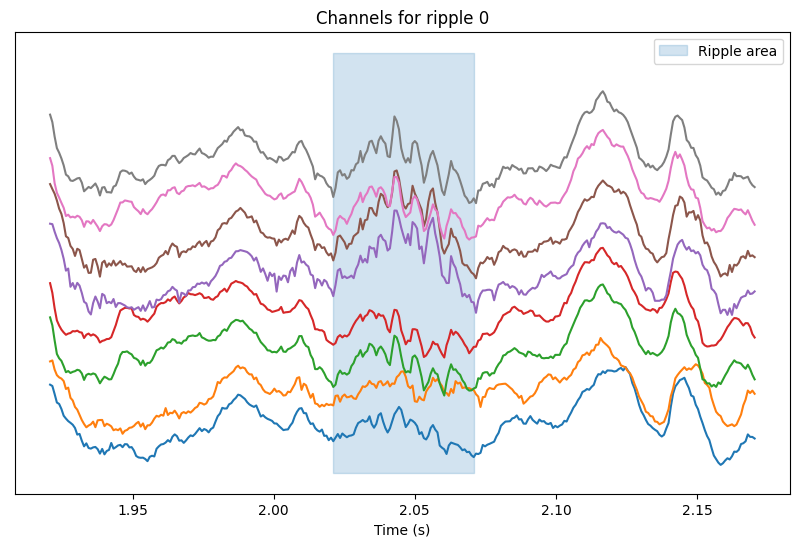 Channels for ripple 0
Ripple area
1.95 2.00 2.05 2.10 2.15
Time (s)